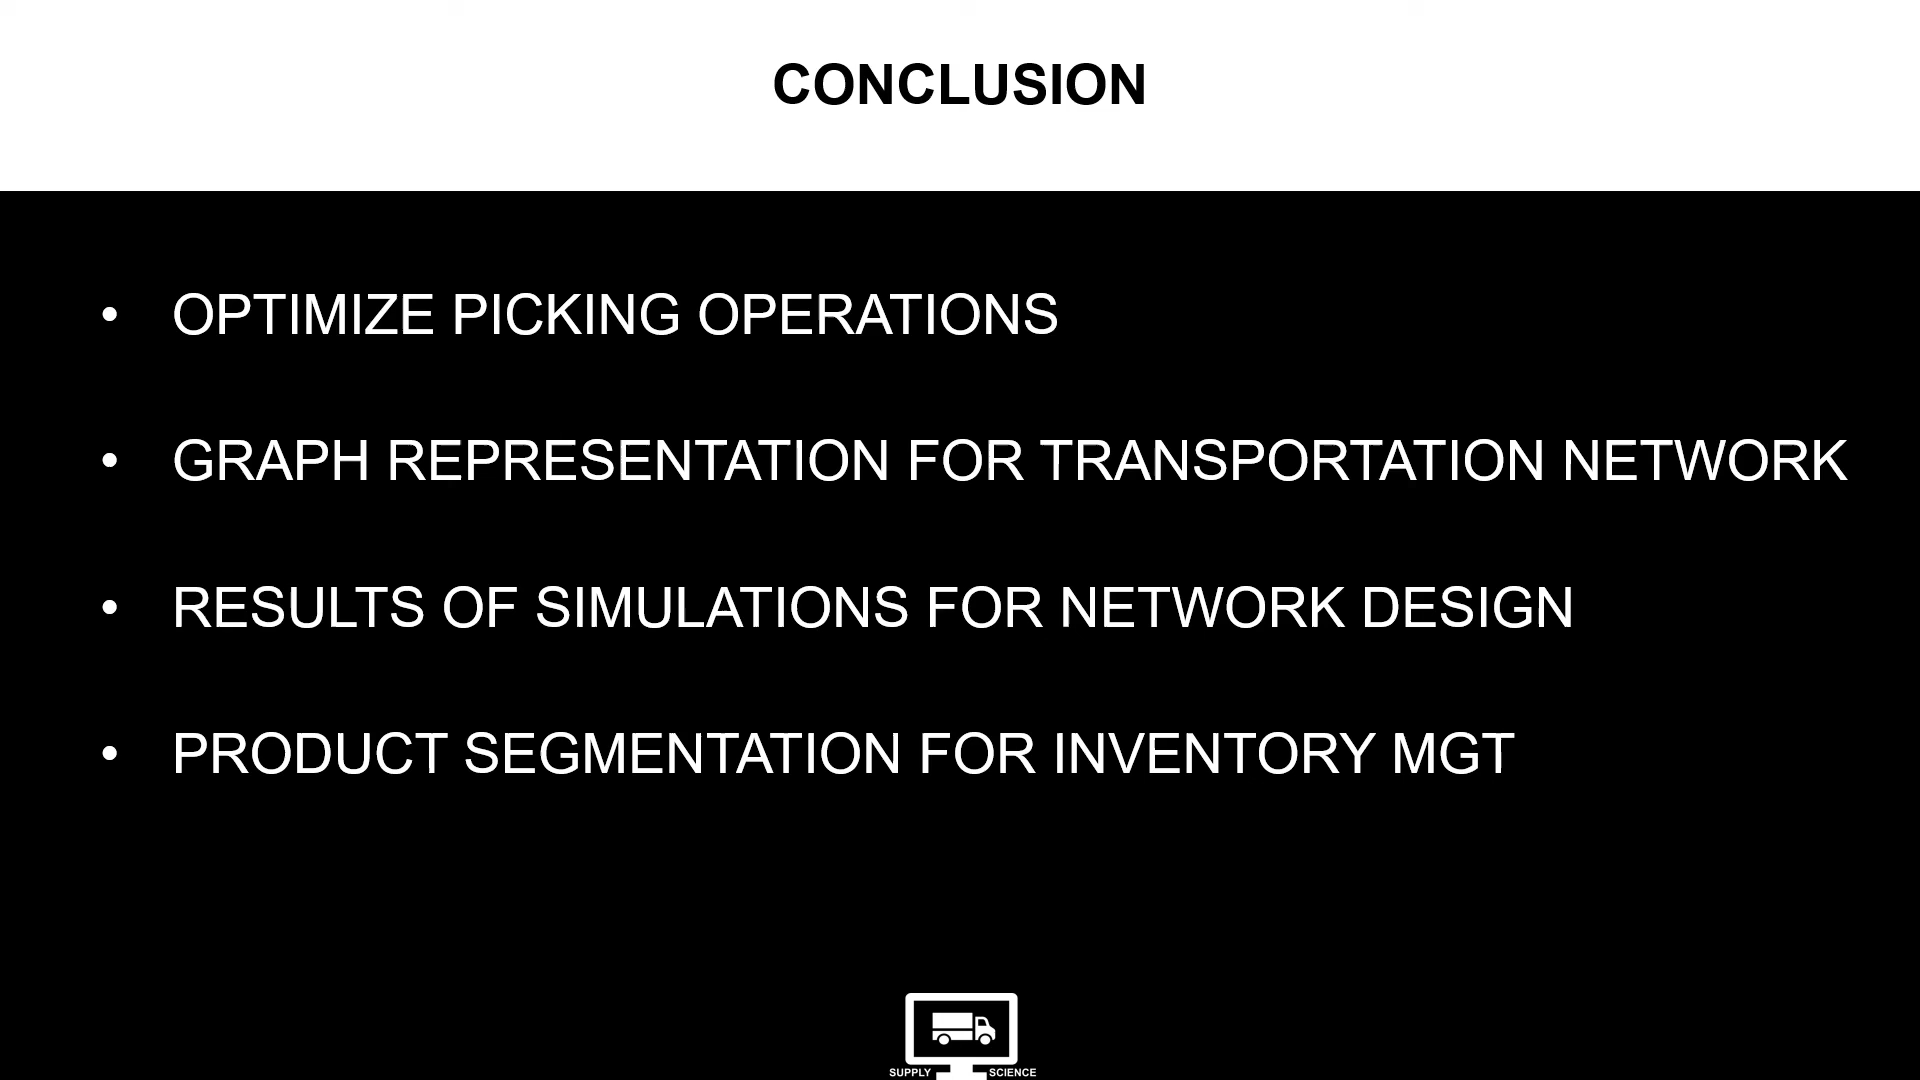 CONCLUSION
• OPTIMIZE PICKING OPERATIONS
• GRAPH REPRESENTATION FOR TRANSPORTATION NETWORK
• RESULTS OF SIMULATIONS FOR NETWORK DESIGN
• PRODUCT SEGMENTATION FOR INVENTORY MGT
SUPPLY SCIENCE